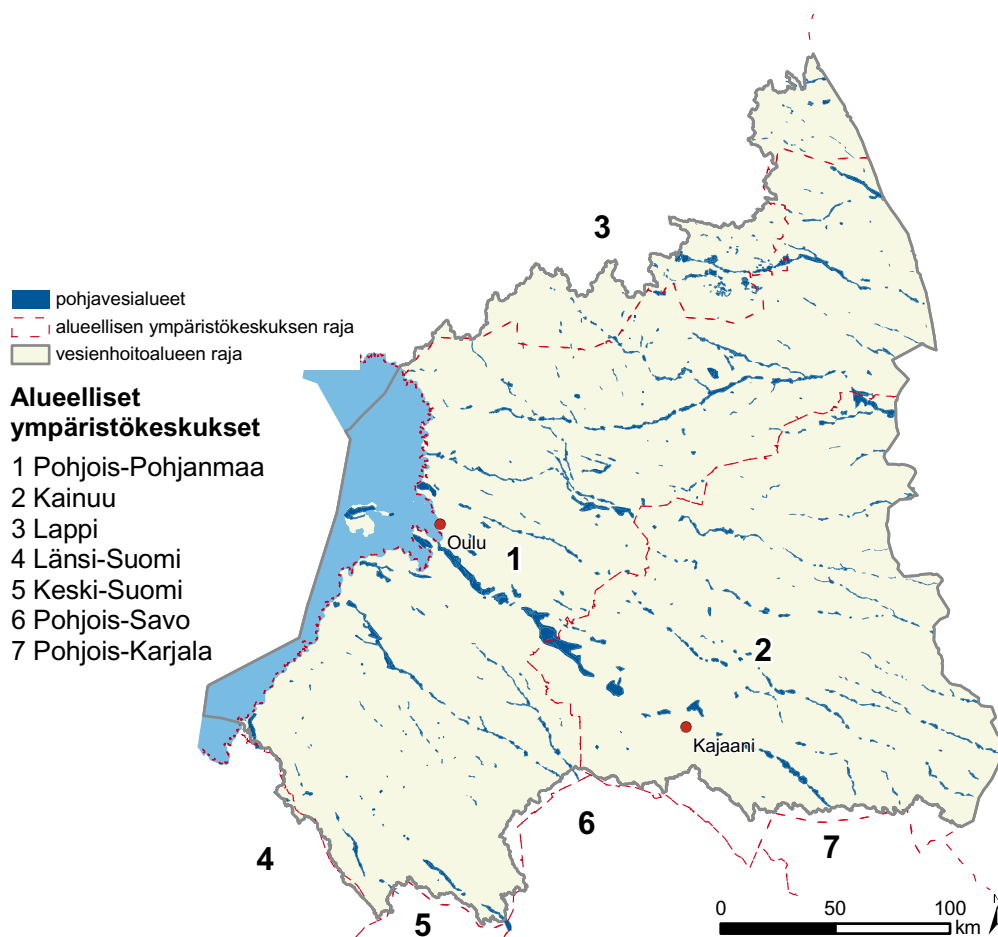 pohjavesialueet
alueellisen ympäristökeskuksen raja
vesienhoitoalueen raja
Alueelliset
ympäristökeskukset
1 Pohjois-Pohjanmaa
2 Kainuu
3 Lappi
4 Länsi-Suomi
5 Keski-Suomi
6 Pohjois-Savo
7 Pohjois-Karjala
3
Oulu
1
2
Kajaani
6
7
4
5
0 50 100
km
N